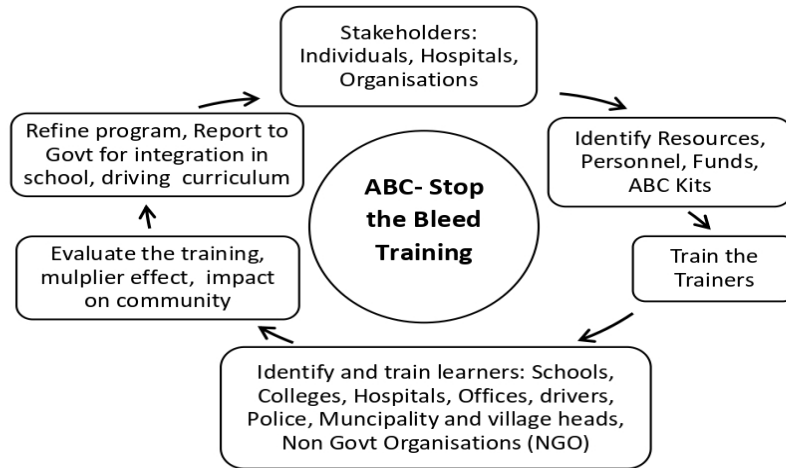 Stakeholders:
Individuals, Hospitals,
Organisations
Identify Resources,
Personnel, Funds,
ABC Kits
Train the
Trainers
Identify and train learners: Schools,
Colleges, Hospitals, Offices, drivers,
Police, Muncipality and village heads,
Non Govt Organisations (NGO)
Evaluate the training,
mulplier effect, impact
on community
Refine program, Report to
Govt for integration in
school, driving curriculum
ABC- Stop
the Bleed
Training